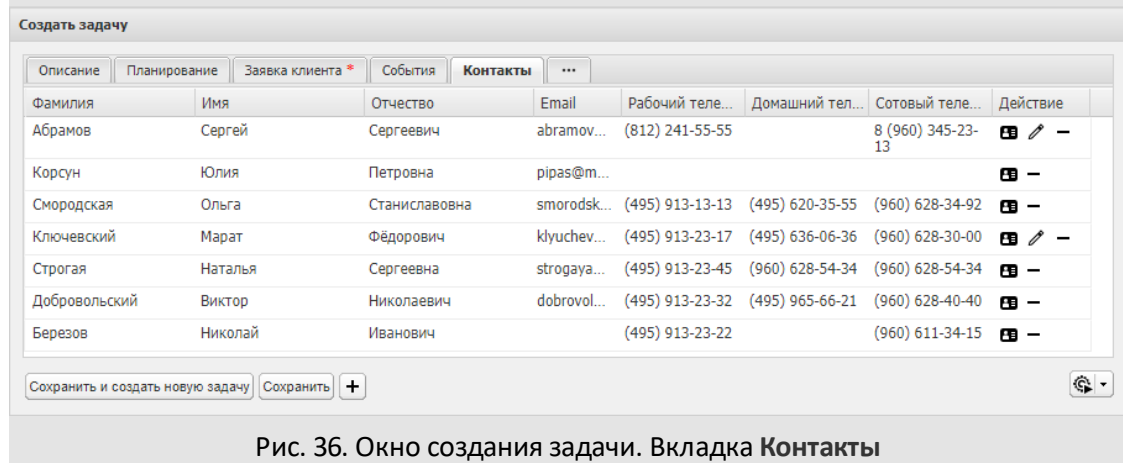 Создать задачу
Описание Планирование Заявка клиента * События Контакты ...
Фамилия Имя Отчество Email Рабочий теле... Домашний тел... Сотовый теле... Действие
Абрамов Сергей Сергеевич abramov... (812) 241-55-55 8 (960) 345-23-
13
Корсун Юлия Петровна pipas@m...
Смородская Ольга Станиславовна smorodsk... (495) 913-13-13 (495) 620-35-55 (960) 628-34-92
Ключевский Марат Фёдорович klyuchev... (495) 913-23-17 (495) 636-06-36 (960) 628-30-00
Строгая Наталья Сергеевна strogaya... (495) 913-23-45 (960) 628-54-34 (960) 628-54-34
Добровольский Виктор Николаевич dobrovol... (495) 913-23-32 (495) 965-66-21 (960) 628-40-40
Березов Николай Иванович (495) 913-23-22 (960) 611-34-15
Сохранить и создать новую задачу Сохранить +
Рис. 36. Окно создания задачи. Вкладка Контакты